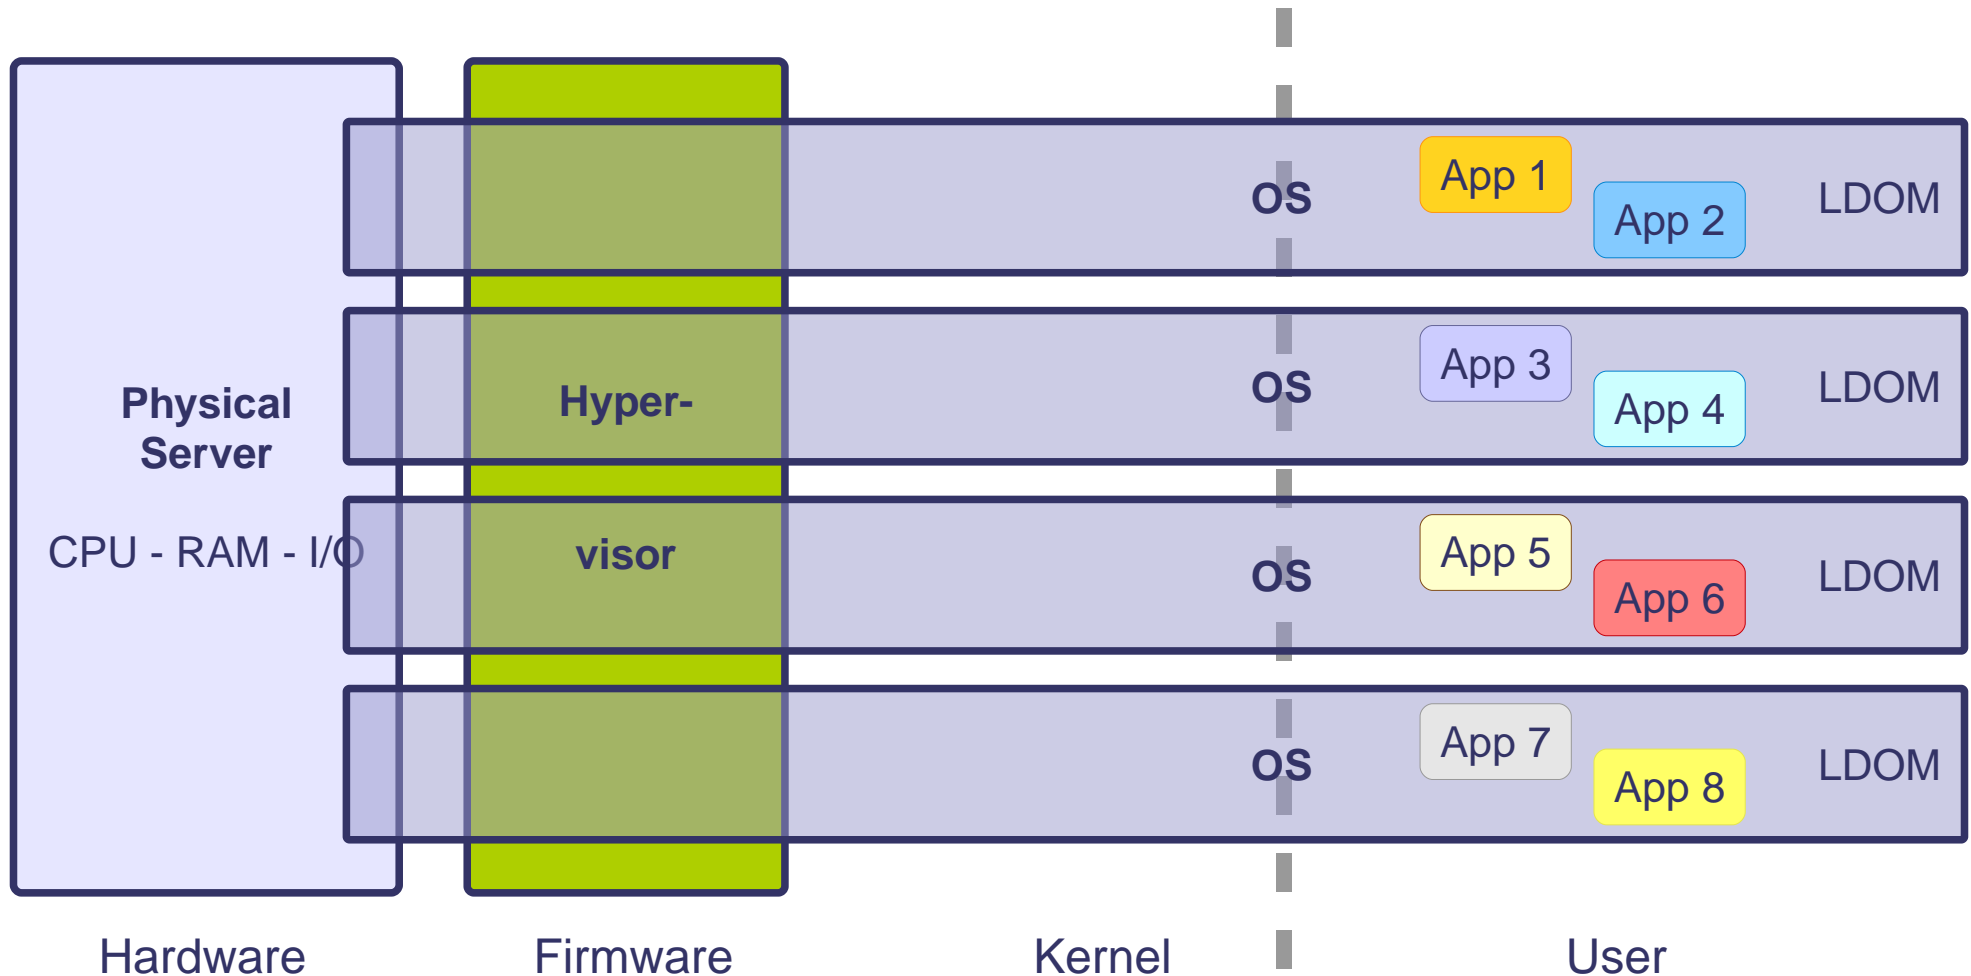 OS
App 1
App 2
LDOM
OS
App 3
App 4
LDOM
Physical
Server
CPU - RAM - I/O
Hyper-
visor
OS
App 5
App 6
LDOM
OS
App 7
App 8
LDOM
Hardware
Firmware
Kernel
User